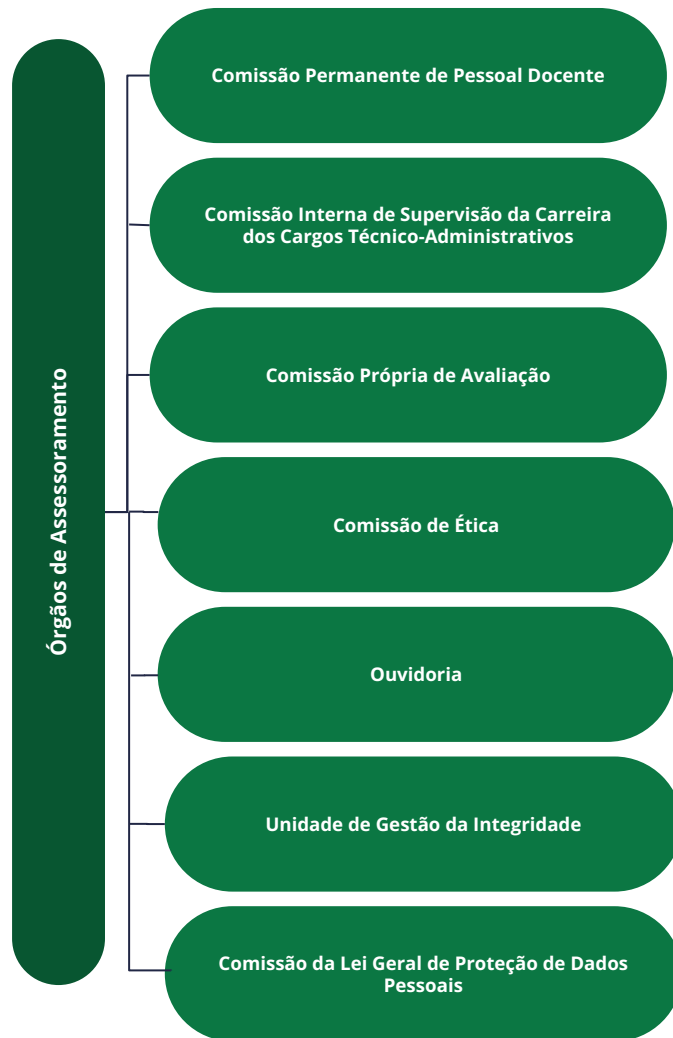 Órgãos de Assessoramento
Comissão Permanente de Pessoal Docente
Comissão Interna de Supervisão da Carreira
dos Cargos Técnico-Administrativos
Comissão Própria de Avaliação
Comissão de Ética
Ouvidoria
Unidade de Gestão da Integridade
Comissão da Lei Geral de Proteção de Dados
Pessoais